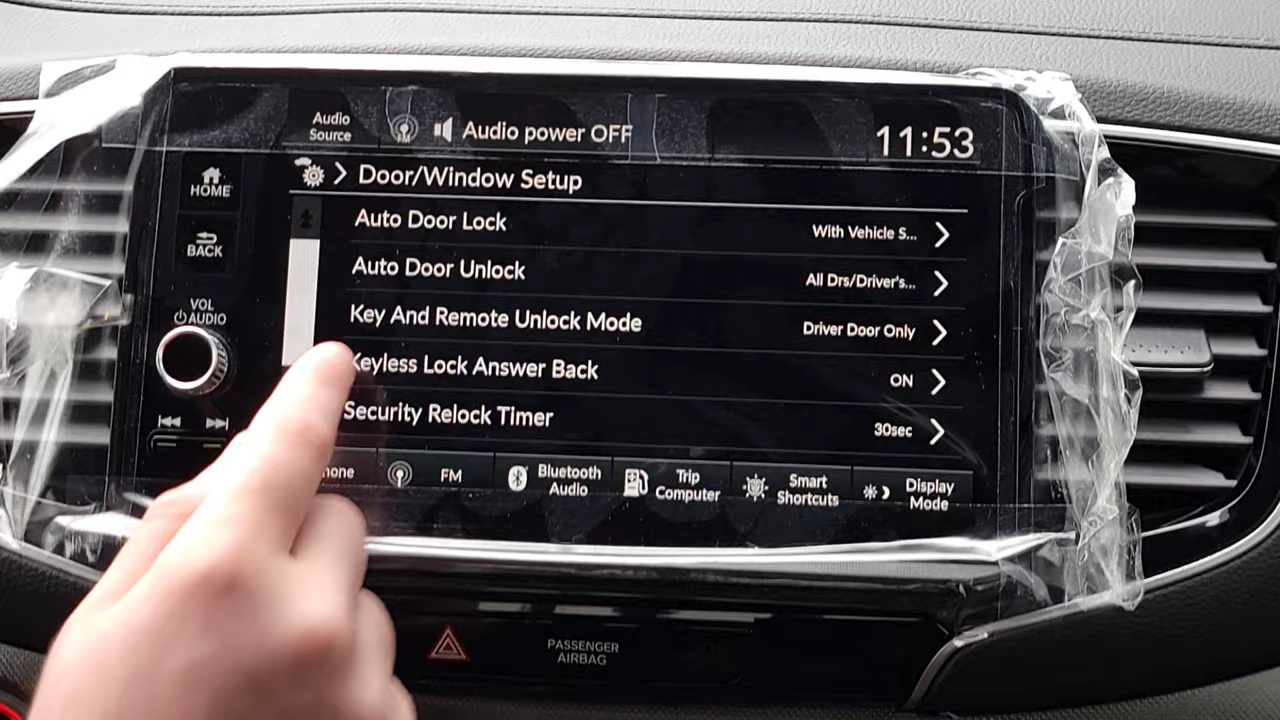 Audio
Source
Audio power OFF
11:53
HOME
Door/Window Setup
Auto Door Lock
With Vehicle S...
BACK
Auto Door Unlock
All Drs/Driver's...
VOL
AUDIO
Key And Remote Unlock Mode
Driver Door Only
Keyless Lock Answer Back
ON
Security Relock Timer
30sec
hone
FM
Bluetooth
Audio
Trip
Computer
Smart
Shortcuts
Display
Mode
PASSENGER
AIRBAG